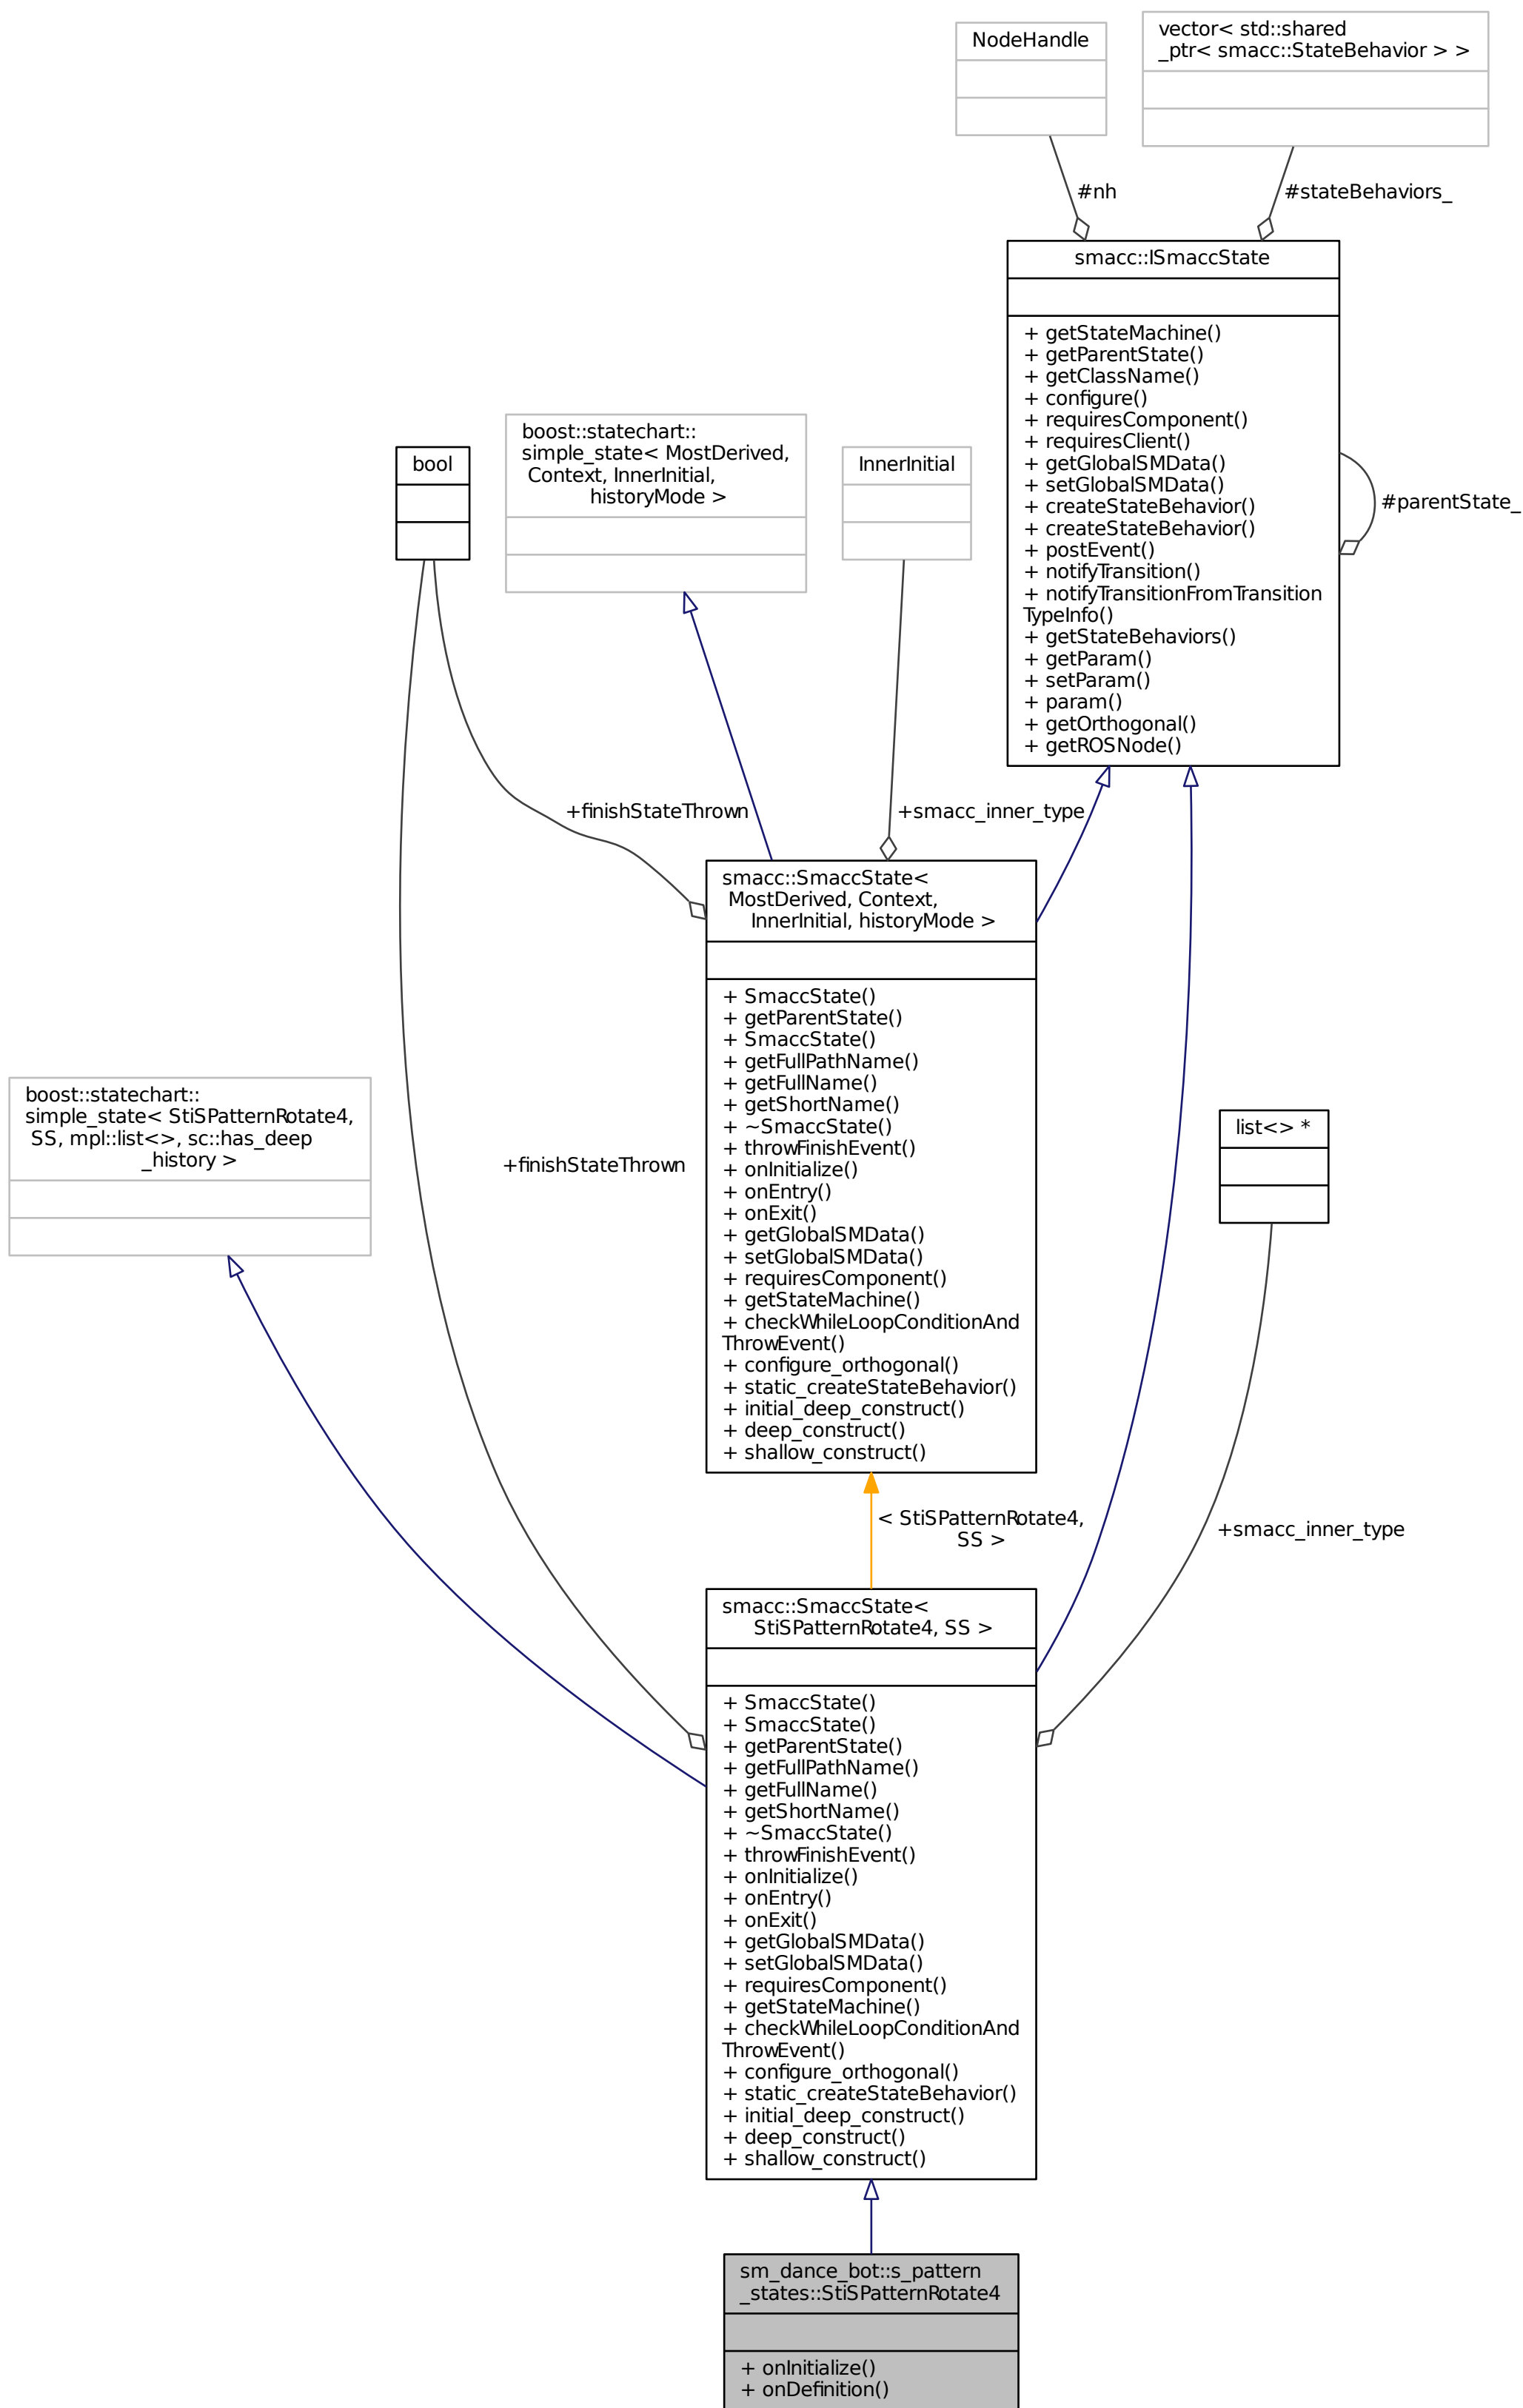 NodeHandle
vector< std::shared
_ptr< smacc::StateBehavior > >
#nh
#stateBehaviors_
smacc::ISmaccState
+ getStateMachine()
+ getParentState()
+ getClassName()
+ configure()
+ requiresComponent()
+ requiresClient()
+ getGlobalSMData()
+ setGlobalSMData()
+ createStateBehavior()
+ createStateBehavior()
+ postEvent()
+ notifyTransition()
+ notifyTransitionFromTransition
TypeInfo()
+ getStateBehaviors()
+ getParam()
+ setParam()
+ param()
+ getOrthogonal()
+ getROSNode()
#parentState_
bool
boost::statechart::
simple_state< MostDerived,
Context, InnerInitial,
historyMode >
InnerInitial
+finishStateThrown
+smacc_inner_type
smacc::SmaccState<
MostDerived, Context,
InnerInitial, historyMode >
+ SmaccState()
+ getParentState()
+ SmaccState()
+ getFullPathName()
+ getFullName()
+ getShortName()
+ ~SmaccState()
+ throwFinishEvent()
+ onInitialize()
+ onEntry()
+ onExit()
+ getGlobalSMData()
+ setGlobalSMData()
+ requiresComponent()
+ getStateMachine()
+ checkWhileLoopConditionAnd
ThrowEvent()
+ configure_orthogonal()
+ static_createStateBehavior()
+ initial_deep_construct()
+ deep_construct()
+ shallow_construct()
boost::statechart::
simple_state< StiSPatternRotate4,
SS, mpl::list<>, sc::has_deep
_history >
+finishStateThrown
list<> *
< StiSPatternRotate4,
SS >
+smacc_inner_type
smacc::SmaccState<
StiSPatternRotate4, SS >
+ SmaccState()
+ SmaccState()
+ getParentState()
+ getFullPathName()
+ getFullName()
+ getShortName()
+ ~SmaccState()
+ throwFinishEvent()
+ onInitialize()
+ onEntry()
+ onExit()
+ getGlobalSMData()
+ setGlobalSMData()
+ requiresComponent()
+ getStateMachine()
+ checkWhileLoopConditionAnd
ThrowEvent()
+ configure_orthogonal()
+ static_createStateBehavior()
+ initial_deep_construct()
+ deep_construct()
+ shallow_construct()
sm_dance_bot::s_pattern
_states::StiSPatternRotate4
+ onInitialize()
+ onDefinition()